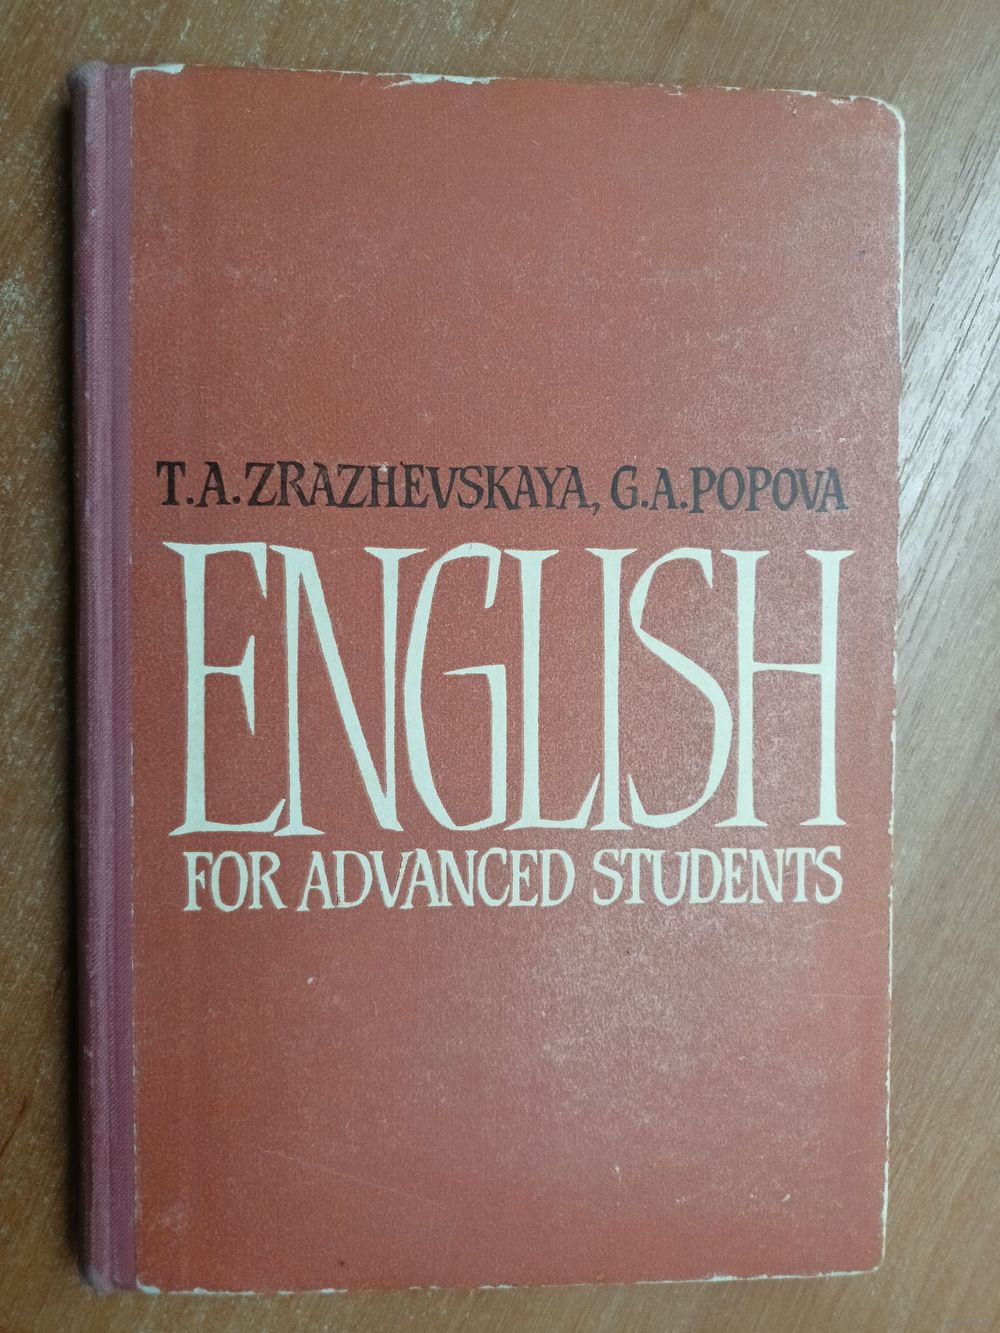 T.A.ZRAZHEVSKAYA, G.A.POPOVA
ENGLISH
FOR ADVANCED STUDENTS